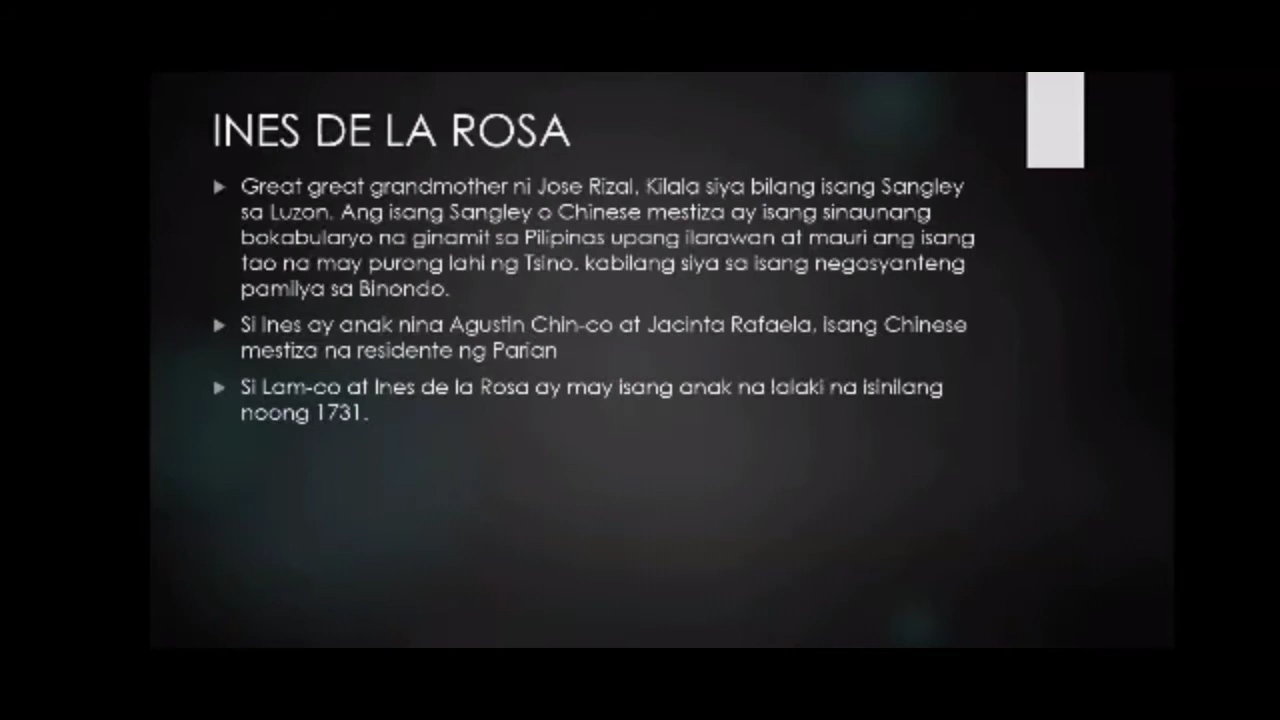 INES DE LA ROSA
Great great grandmother ni Jose Rizal. Kilala siya bilang isang Sangley
sa Luzon. Ang isang Sangley o Chinese mestiza ay isang sinaunang
bokabularyo na ginamit sa Pilipinas upang ilarawan at mauri ang isang
tao na may purong lahi ng Tsino. kabilang siya sa isang negosyanteng
pamilya sa Binondo.
Si Ines ay anak nina Agustin Chin-co at Jacinta Rafaela, isang Chinese
mestiza na residente ng Parian
Si Lam-co at Ines de la Rosa ay may isang anak na lalaki na isinilang
noong 1731.